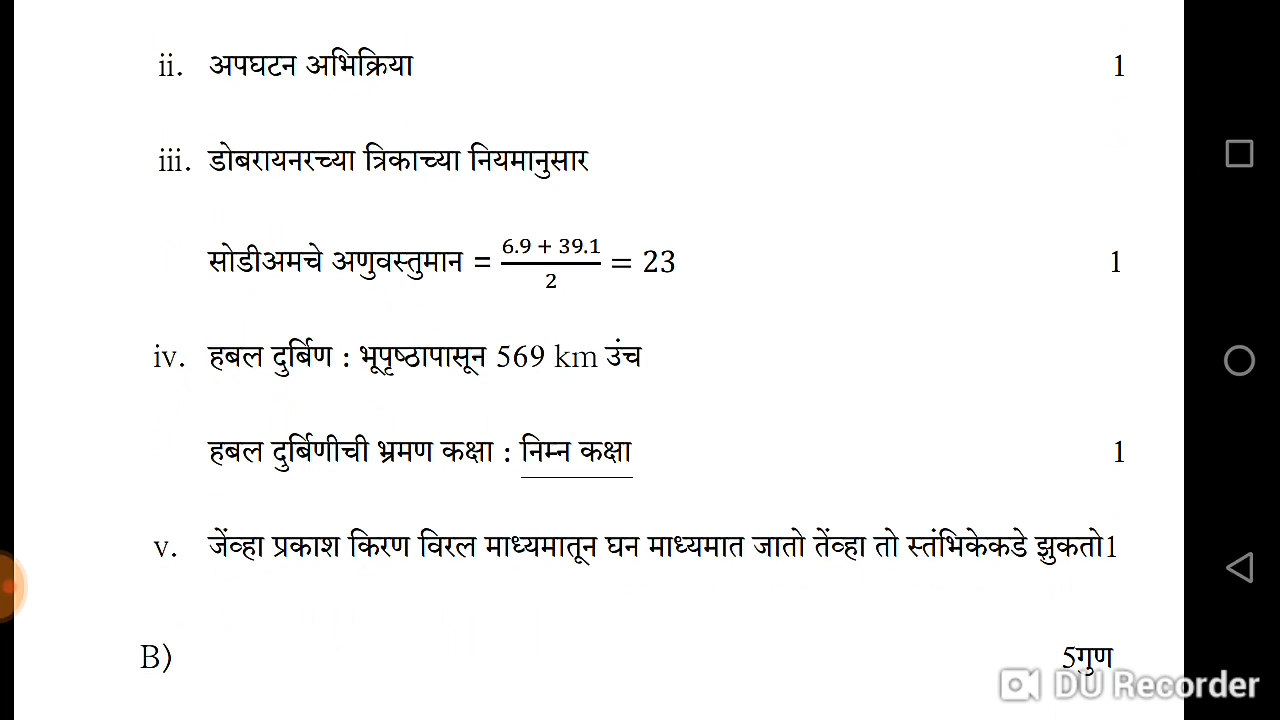 ii. अपघटन अभिक्रिया 1
iii. डोबरायनरच्या त्रिकाच्या नियमानुसार
सोडीअमचे अणुवस्तुमान = (6.9 + 39.1)/2 = 23 1
iv. हबल दुर्बिण : भूपृष्ठापासून 569 km उंच
हबल दुर्बिणीची भ्रमण कक्षा : निम्न कक्षा 1
v. जेंव्हा प्रकाश किरण विरल माध्यमातून घन माध्यमात जातो तेंव्हा तो स्तंभिकेकडे झुकतो1
B) 5गुण
DU Recorder